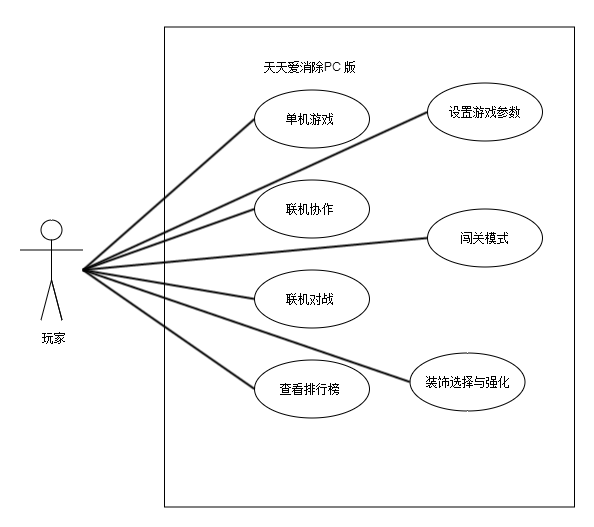 天天爱消除PC 版
单机游戏
设置游戏参数
联机协作
闯关模式
联机对战
玩家
查看排行榜
装饰选择与强化